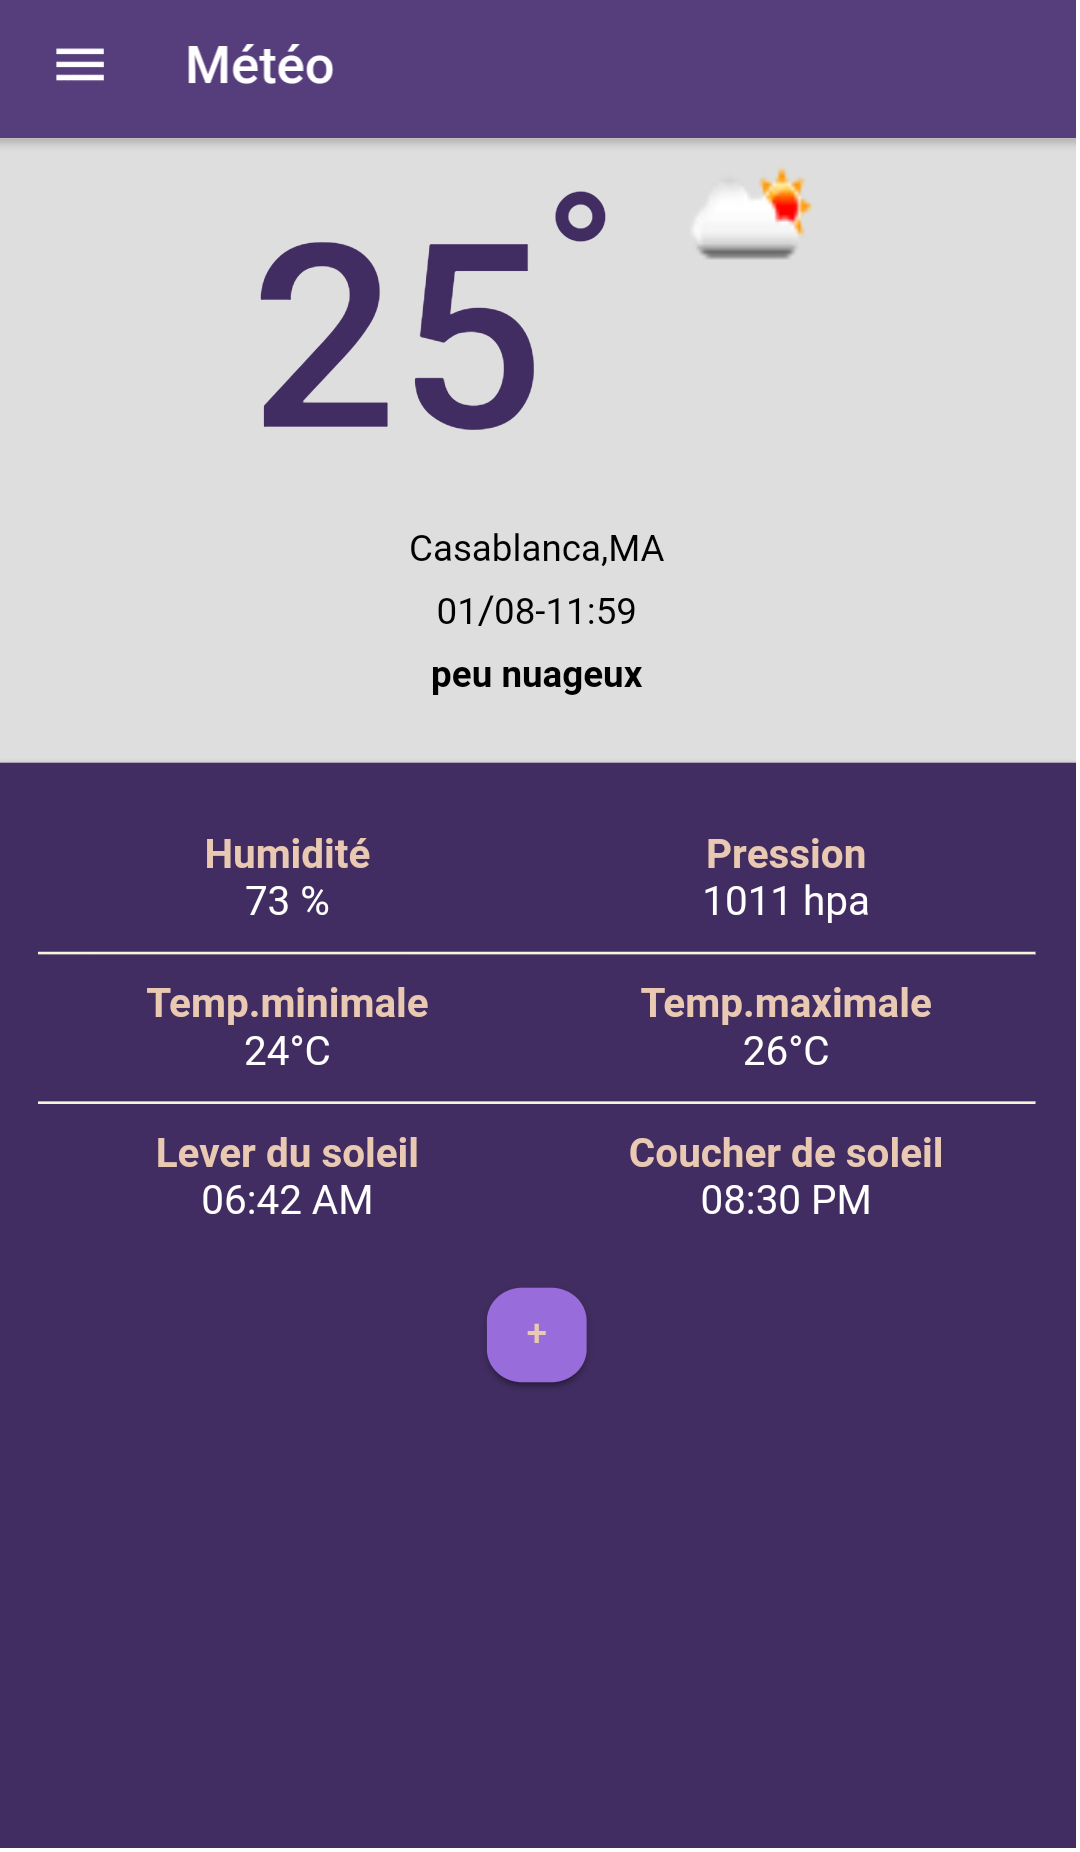 Météo
25°
Casablanca,MA
01/08-11:59
peu nuageux
Humidité Pression
73 % 1011 hpa
Temp.minimale Temp.maximale
24°C 26°C
Lever du soleil Coucher de soleil
06:42 AM 08:30 PM
+